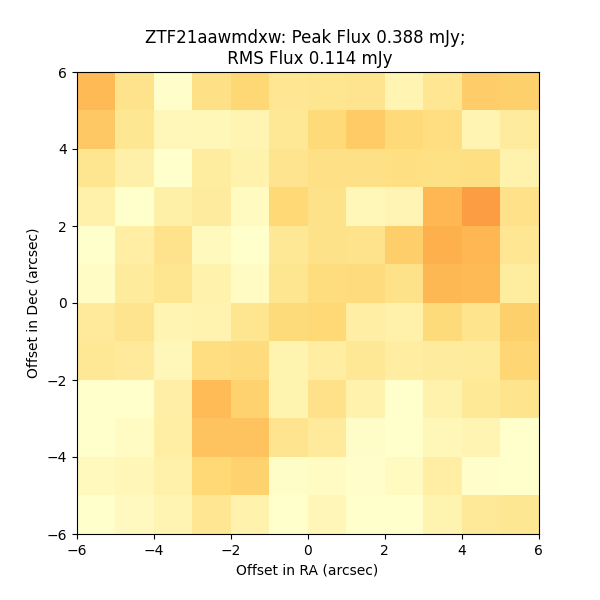 ZTF21aawmdxw: Peak Flux 0.388 mJy;
RMS Flux 0.114 mJy
6
4
2
0
−2
−4
−6
Offset in Dec (arcsec)
−6 −4 −2 0 2 4 6
Offset in RA (arcsec)